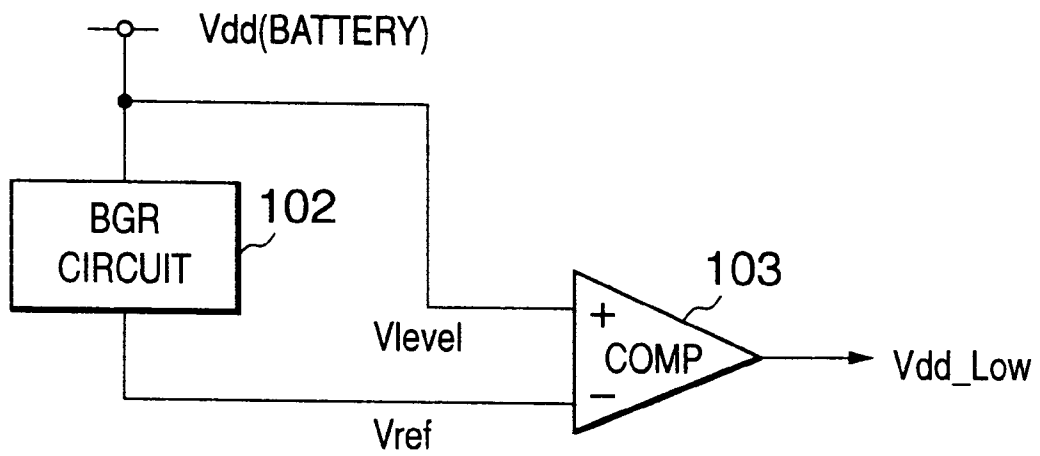 Vdd(BATTERY)
BGR
CIRCUIT
102
103
Vlevel
+
COMP
−
Vdd_Low
Vref